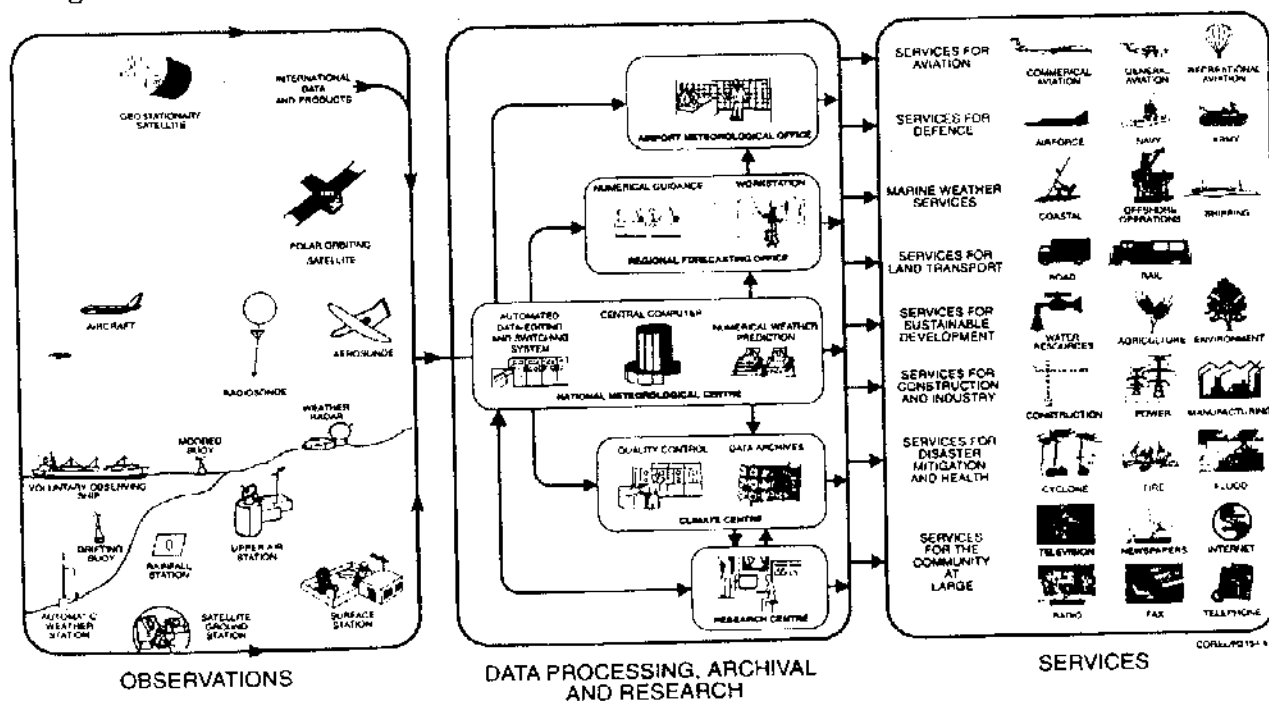 GEO STATIONARY
SATELLITE
INTERNATIONAL
DATA
AND PRODUCTS
POLAR ORBITING
SATELLITE
AIRCRAFT
RADIOSONDE
AEROSONDE
WEATHER
RADAR
MOORED
BUOY
VOLUNTARY OBSERVING
SHIP
DRIFTING
BUOY
RAINFALL
STATION
UPPER AIR
STATION
AUTOMATIC
WEATHER
STATION
SATELLITE
GROUND
STATION
SURFACE
STATION
OBSERVATIONS
AIRPORT METEOROLOGICAL OFFICE
NUMERICAL GUIDANCE
WORKSTATION
REGIONAL FORECASTING OFFICE
AUTOMATED
DATA EDITING
AND SWITCHING
SYSTEM
CENTRAL COMPUTER
NUMERICAL WEATHER
PREDICTION
NATIONAL METEOROLOGICAL CENTRE
QUALITY CONTROL
DATA ARCHIVES
CLIMATE CENTRE
RESEARCH CENTRE
DATA PROCESSING, ARCHIVAL
AND RESEARCH
SERVICES FOR
AVIATION
COMMERICAL
AVIATION
GENERAL
AVIATION
RECREATIONAL
AVIATION
SERVICES FOR
DEFENCE
AIRFORCE
NAVY
ARMY
MARINE WEATHER
SERVICES
COASTAL
OFFSHORE
OPERATIONS
SHIPPING
SERVICES FOR
LAND TRANSPORT
ROAD
RAIL
SERVICES FOR
SUSTAINABLE
DEVELOPMENT
WATER
RESOURCES
AGRICULTURE
ENVIRONMENT
SERVICES FOR
CONSTRUCTION
AND INDUSTRY
CONSTRUCTION
POWER
MANUFACTURING
SERVICES FOR
DISASTER
MITIGATION
AND HEALTH
CYCLONE
FIRE
FLOOD
SERVICES
FOR THE
COMMUNITY
AT
LARGE
TELEVISION
NEWSPAPERS
INTERNET
RADIO
FAX
TELEPHONE
SERVICES